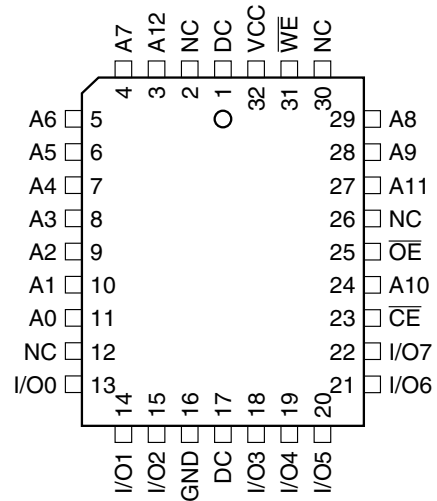 A7 A12 NC DC VCC W̅E̅ NC
4 3 2 1 32 31 30
A6 5 29 A8
A5 6 28 A9
A4 7 27 A11
A3 8 26 NC
A2 9 25 O̅E̅
A1 10 24 A10
A0 11 23 C̅E̅
NC 12 22 I/O7
I/O0 13 21 I/O6
14 15 16 17 18 19 20
I/O1 I/O2 GND DC I/O3 I/O4 I/O5